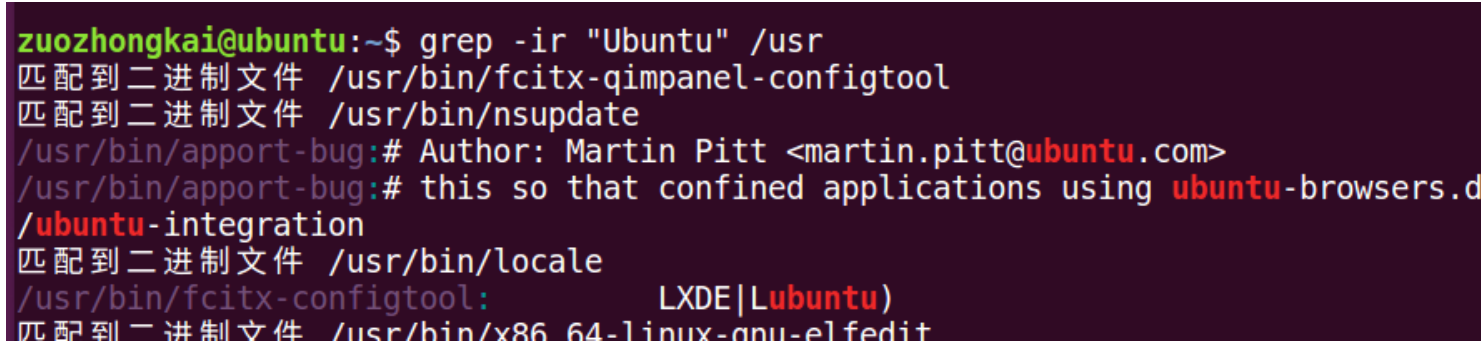 zuozhongkai@ubuntu:~$ grep -ir "Ubuntu" /usr
匹配到二进制文件 /usr/bin/fcitx-qimpanel-configtool
匹配到二进制文件 /usr/bin/nsupdate
/usr/bin/apport-bug:# Author: Martin Pitt <martin.pitt@ubuntu.com>
/usr/bin/apport-bug:# this so that confined applications using ubuntu-browsers.d
/ubuntu-integration
匹配到二进制文件 /usr/bin/locale
/usr/bin/fcitx-configtool:         LXDE|Lubuntu)
匹配到二进制文件 /usr/bin/x86_64-linux-gnu-elfedit